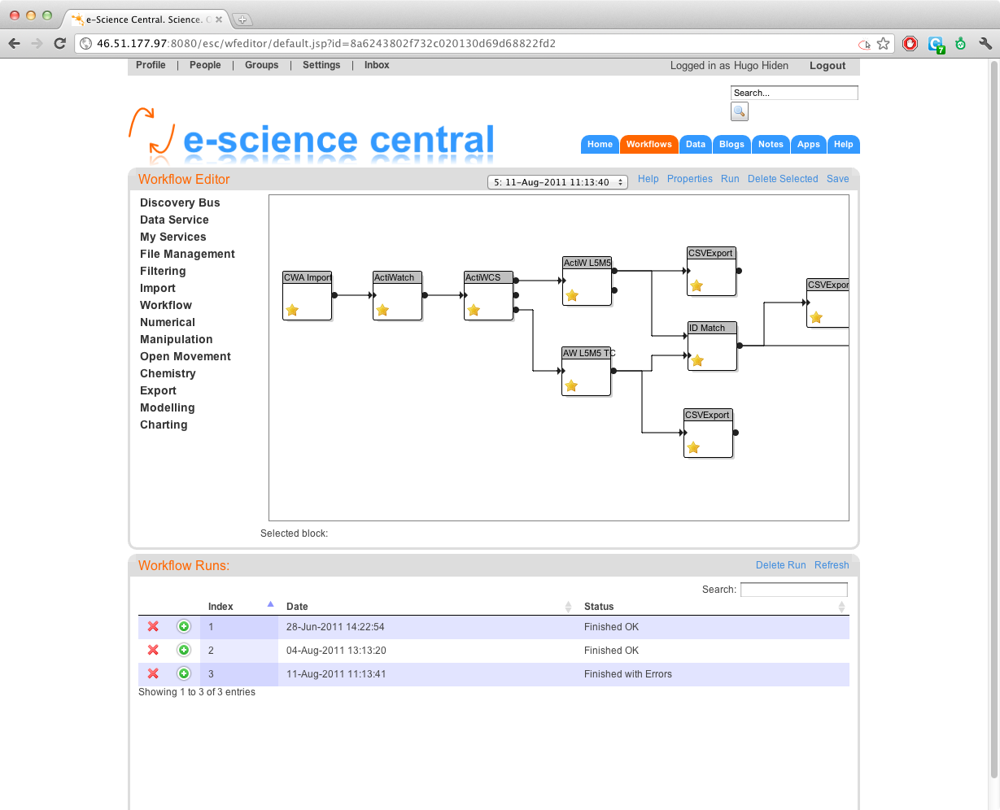 e-Science Central. Science. C
46.51.177.97:8080/esc/wfeditor/default.jsp?id=8a6243802f732c020130d69d68822fd2
7
Profile | People | Groups | Settings | Inbox
Logged in as Hugo Hiden Logout
Search...
e-science central
Home Workflows Data Blogs Notes Apps Help
Workflow Editor
5: 11-Aug-2011 11:13:40
Help Properties Run Delete Selected Save
Discovery Bus
Data Service
My Services
File Management
Filtering
Import
Workflow
Numerical
Manipulation
Open Movement
Chemistry
Export
Modelling
Charting
CWA Import
ActiWatch
ActiWCS
ActiW L5M5
CSVExport
CSVExpor
ID Match
AW L5M5 TC
CSVExport
Selected block:
Workflow Runs:
Delete Run Refresh
Search:
Index Date Status
1 28-Jun-2011 14:22:54 Finished OK
2 04-Aug-2011 13:13:20 Finished OK
3 11-Aug-2011 11:13:41 Finished with Errors
Showing 1 to 3 of 3 entries